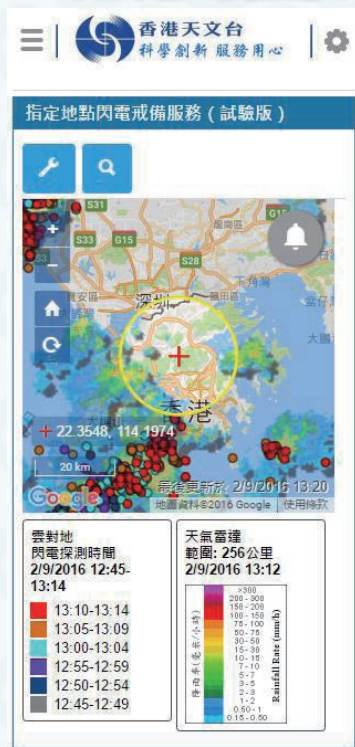 香港天文台
科學創新 服務用心
指定地點閃電戒備服務（試驗版）
S31
G15
S33
G15
S28
深圳
香港
+ 22.3548, 114.1974
20 km
最後更新於: 2/9/2016 13:20
Google
地圖資料©2016 Google
使用條款
雲對地
閃電探測時間
2/9/2016 12:45-
13:14
13:10-13:14
13:05-13:09
13:00-13:04
12:55-12:59
12:50-12:54
12:45-12:49
天氣雷達
範圍: 256公里
2/9/2016 13:12
降雨率(毫米/小時)
>300
200 - 300
150 - 200
100 - 150
75 - 100
50 - 75
30 - 50
15 - 30
10 - 15
7 - 10
5 - 7
3 - 5
2 - 3
1 - 2
0.50 - 1
0.15 - 0.50
Rainfall Rate (mm/h)